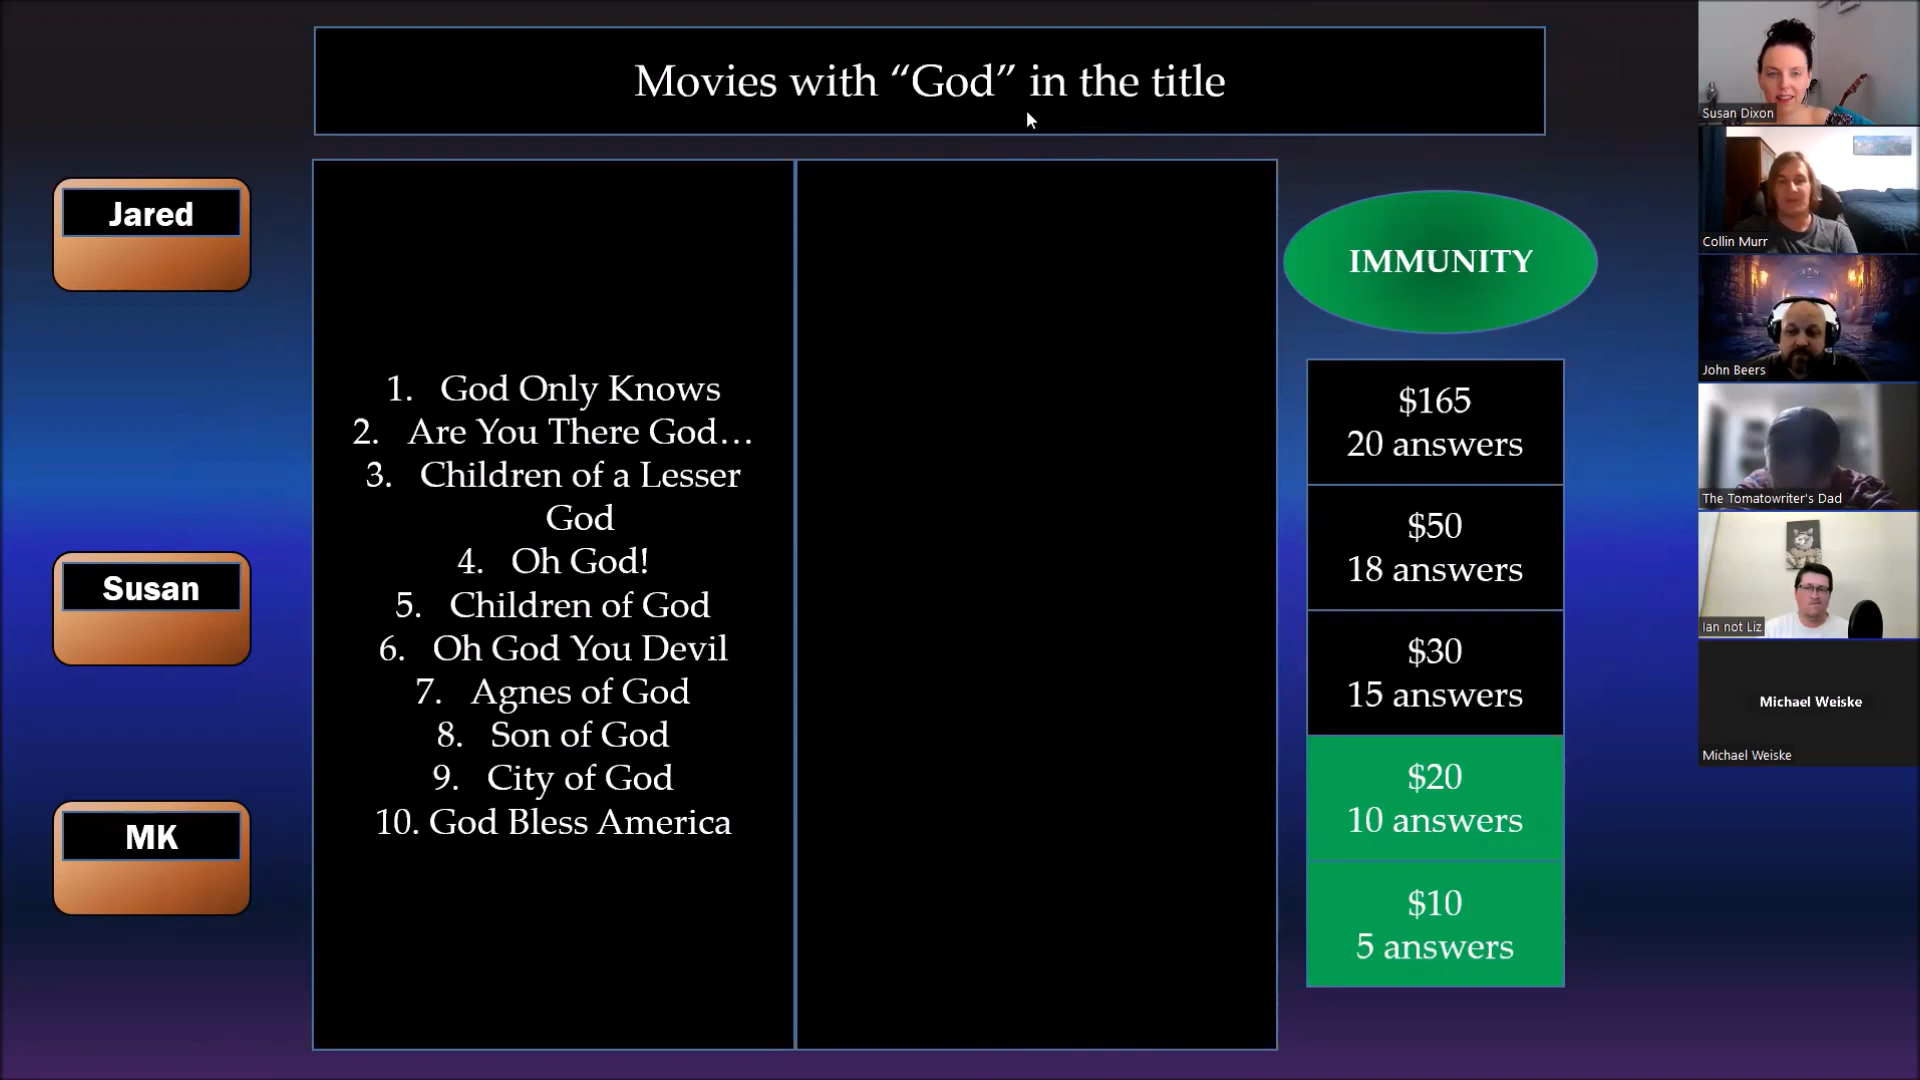 Movies with “God” in the title
Jared
Susan
MK
1. God Only Knows
2. Are You There God…
3. Children of a Lesser
God
4. Oh God!
5. Children of God
6. Oh God You Devil
7. Agnes of God
8. Son of God
9. City of God
10. God Bless America
IMMUNITY
$165
20 answers
$50
18 answers
$30
15 answers
$20
10 answers
$10
5 answers
Susan Dixon
Collin Murr
John Beers
The Tomatowriter's Dad
Ian not Liz
Michael Weiske
Michael Weiske